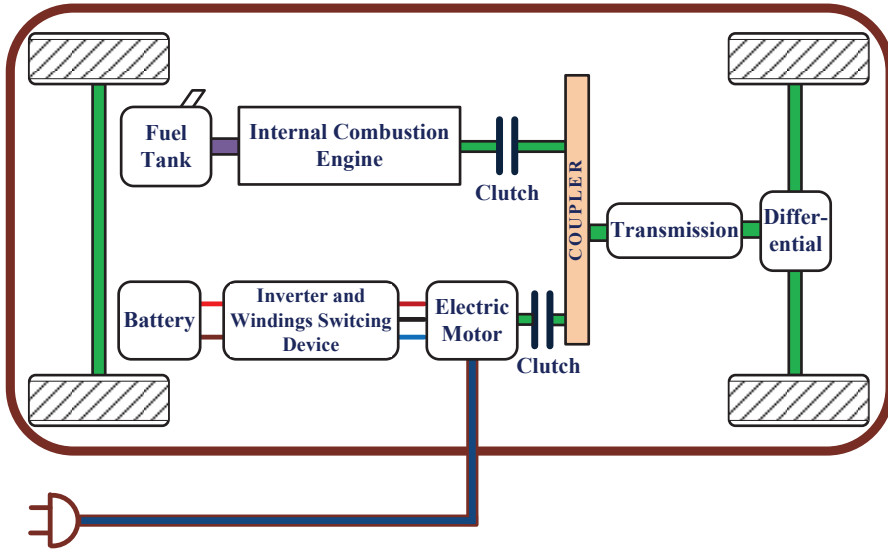 Fuel
Tank
Internal Combustion
Engine
Clutch
COUPLER
Transmission
Differ-
ential
Battery
Inverter and
Windings Switcing
Device
Electric
Motor
Clutch